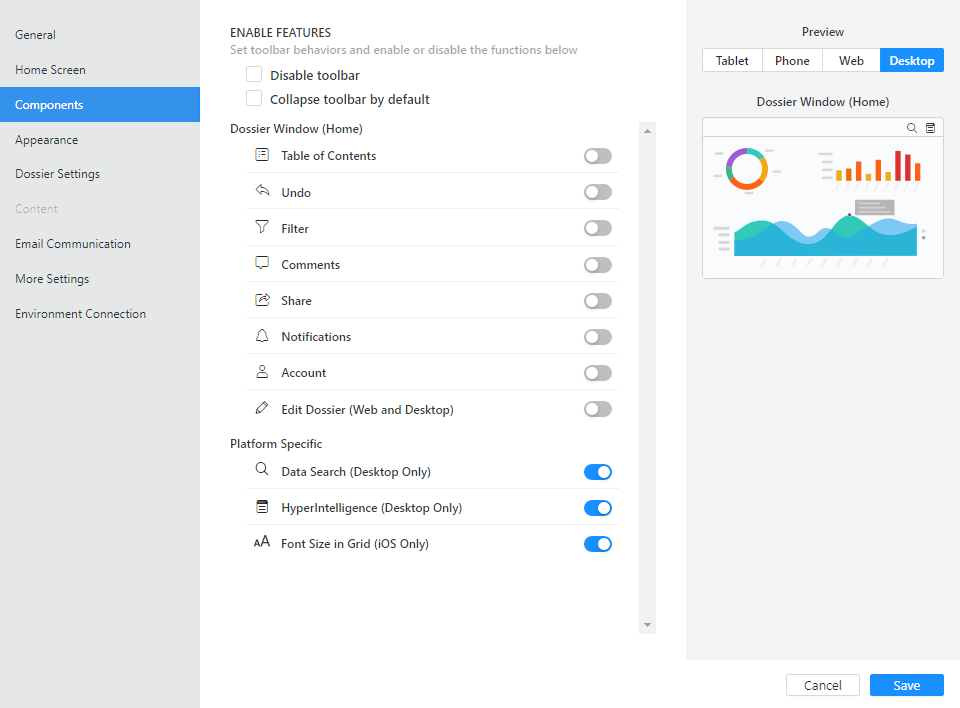 General
Home Screen
Components
Appearance
Dossier Settings
Content
Email Communication
More Settings
Environment Connection
ENABLE FEATURES
Set toolbar behaviors and enable or disable the functions below
Disable toolbar
Collapse toolbar by default
Dossier Window (Home)
Table of Contents
Undo
Filter
Comments
Share
Notifications
Account
Edit Dossier (Web and Desktop)
Platform Specific
Data Search (Desktop Only)
HyperIntelligence (Desktop Only)
AA Font Size in Grid (iOS Only)
Preview
Tablet Phone Web Desktop
Dossier Window (Home)
Cancel Save